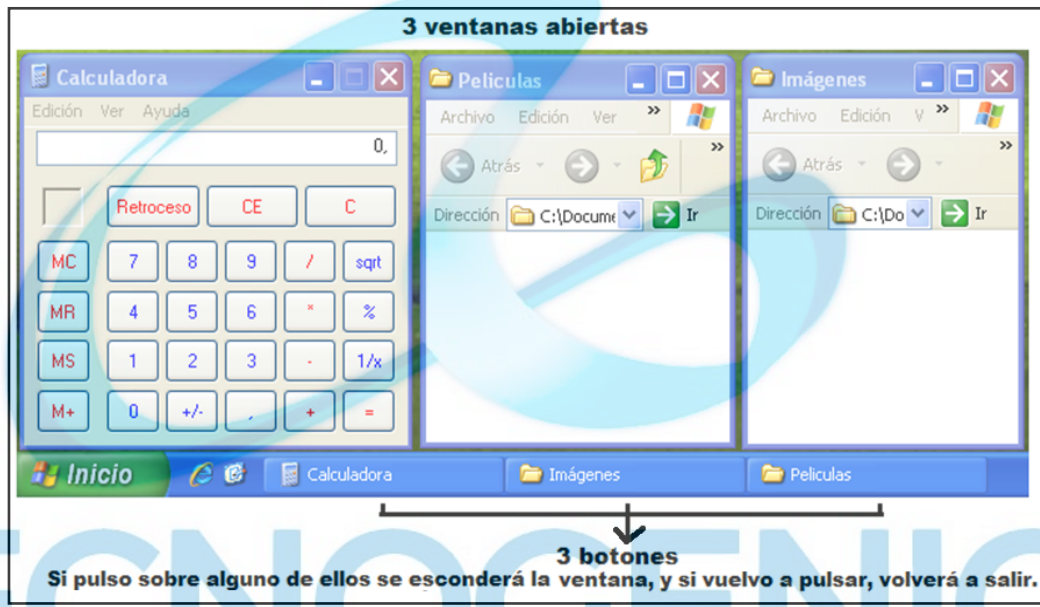 3 ventanas abiertas
Calculadora
Edición Ver Ayuda
0,
Retroceso CE C
MC 7 8 9 / sqrt
MR 4 5 6 * %
MS 1 2 3 - 1/x
M+ 0 +/- , + =
Peliculas
Archivo Edición Ver »
Atrás »
Dirección C:\Docume Ir
Imágenes
Archivo Edición V »
Atrás »
Dirección C:\Do Ir
Inicio Calculadora Imágenes Peliculas
3 botones
Si pulso sobre alguno de ellos se esconderá la ventana, y si vuelvo a pulsar, volverá a salir.